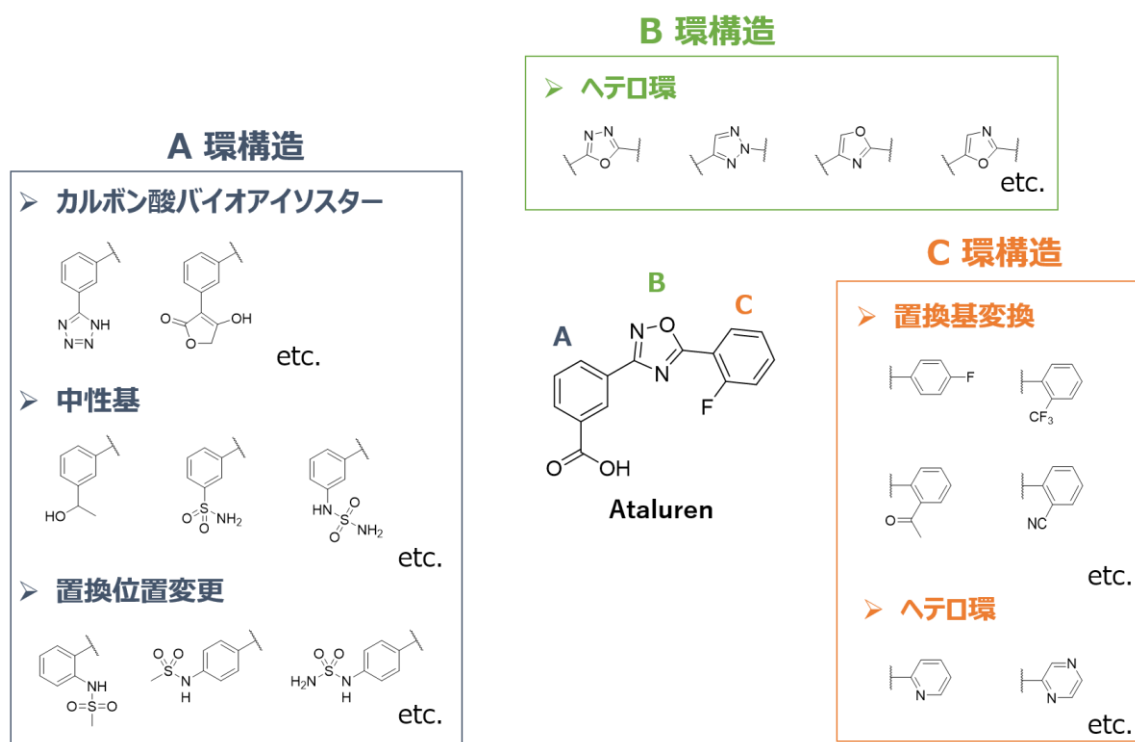 B 環構造
➢ ヘテロ環
N N
O
N
N
N
O
N
N
O
etc.
A 環構造
➢ カルボン酸バイオアイソスター
N NH
N=N
O
O
OH
etc.
➢ 中性基
HO
O
S
O
NH2
HN
O
S
O
NH2
etc.
➢ 置換位置変更
NH
O=S=O
O O
S
N
H
O O
S
H2N
N
H
etc.
A
B
C
N
O
N
F
O
OH
Ataluren
C 環構造
➢ 置換基変換
F
CF3
O
NC
etc.
➢ ヘテロ環
N
N
N
etc.